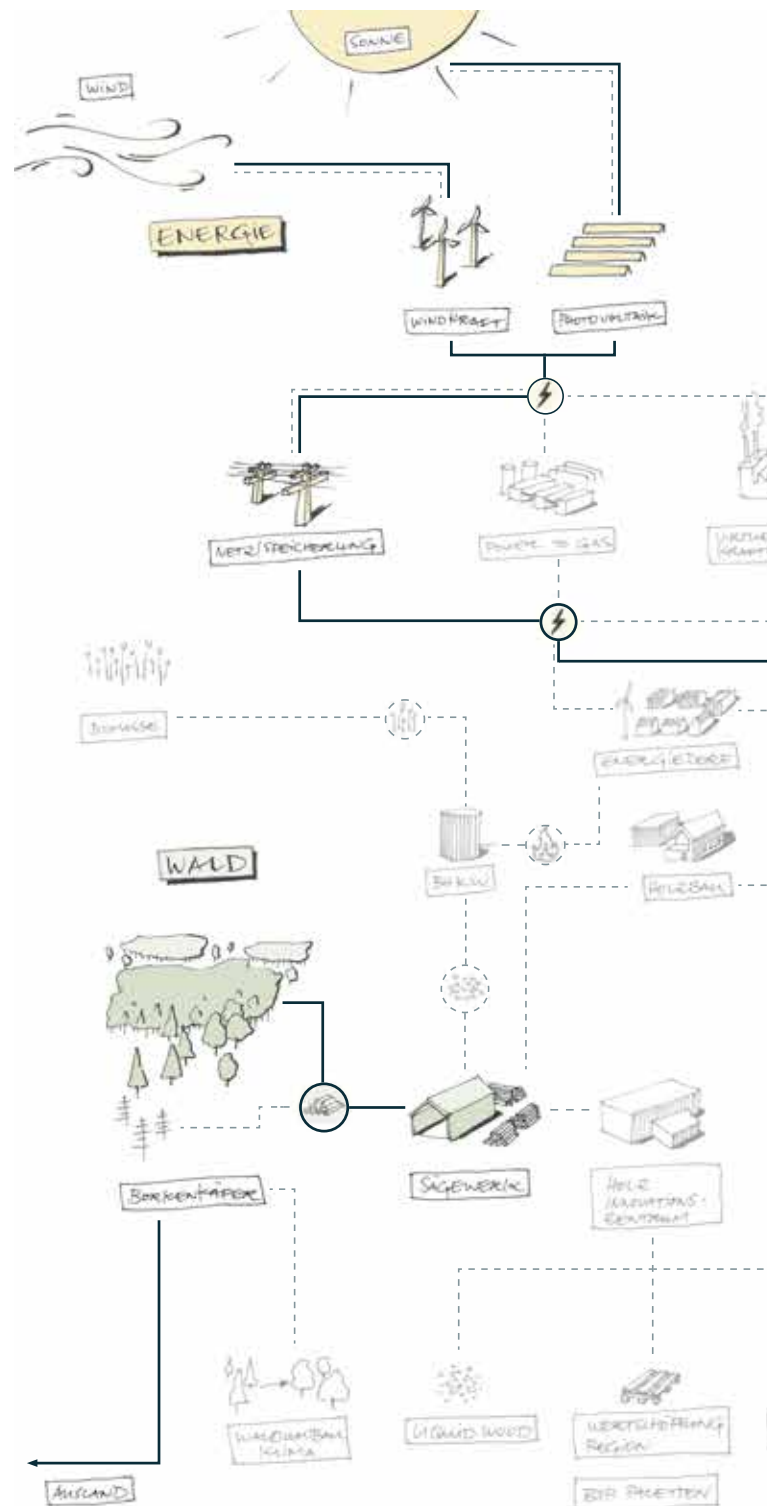 SONNE
WIND
ENERGIE
WINDKRAFT
PHOTOVOLTAIK
NETZ/SPEICHERUNG
POWER TO GAS
BIOMASSE
ENERGIEDORF
WALD
BHKW
HOLZBAU
BORKENKÄFER
SÄGEWERK
HOLZ
INNOVATIONS-
ZENTRUM
WALDUMBAU
KLIMA
LIQUID WOOD
WERTSCHÖPFUNG
REGION
AUSLAND
BTF PALETTEN